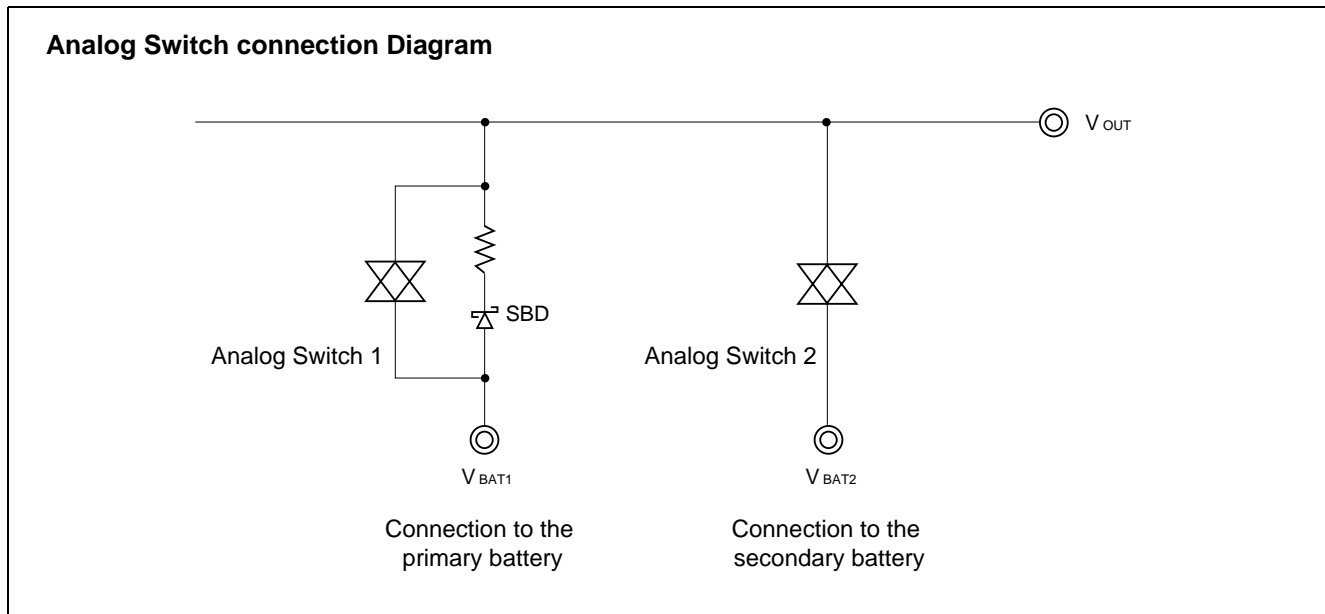 Analog Switch connection Diagram
V OUT
SBD
Analog Switch 1
Analog Switch 2
V BAT1
V BAT2
Connection to the
primary battery
Connection to the
secondary battery